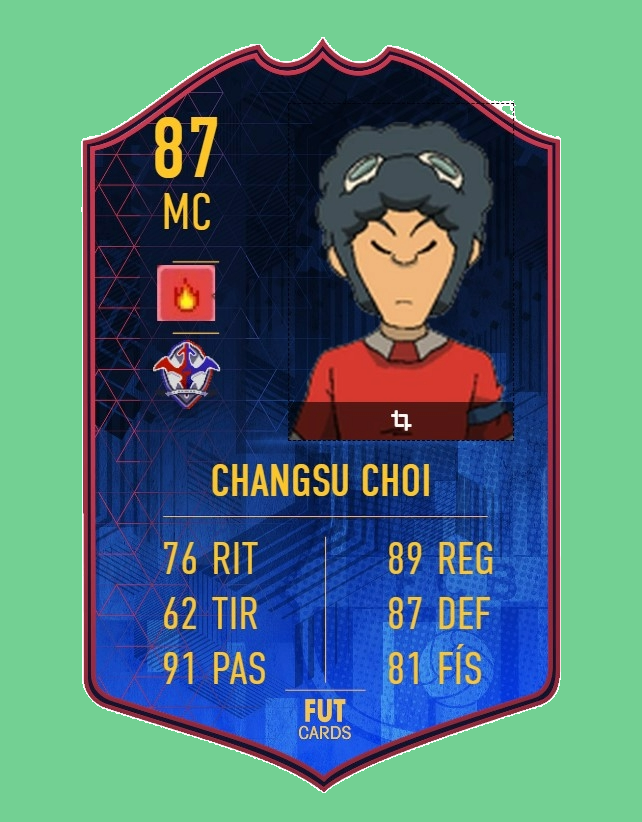 87
MC
CHANGSU CHOI
76 RIT
62 TIR
91 PAS
89 REG
87 DEF
81 FÍS
FUT
CARDS